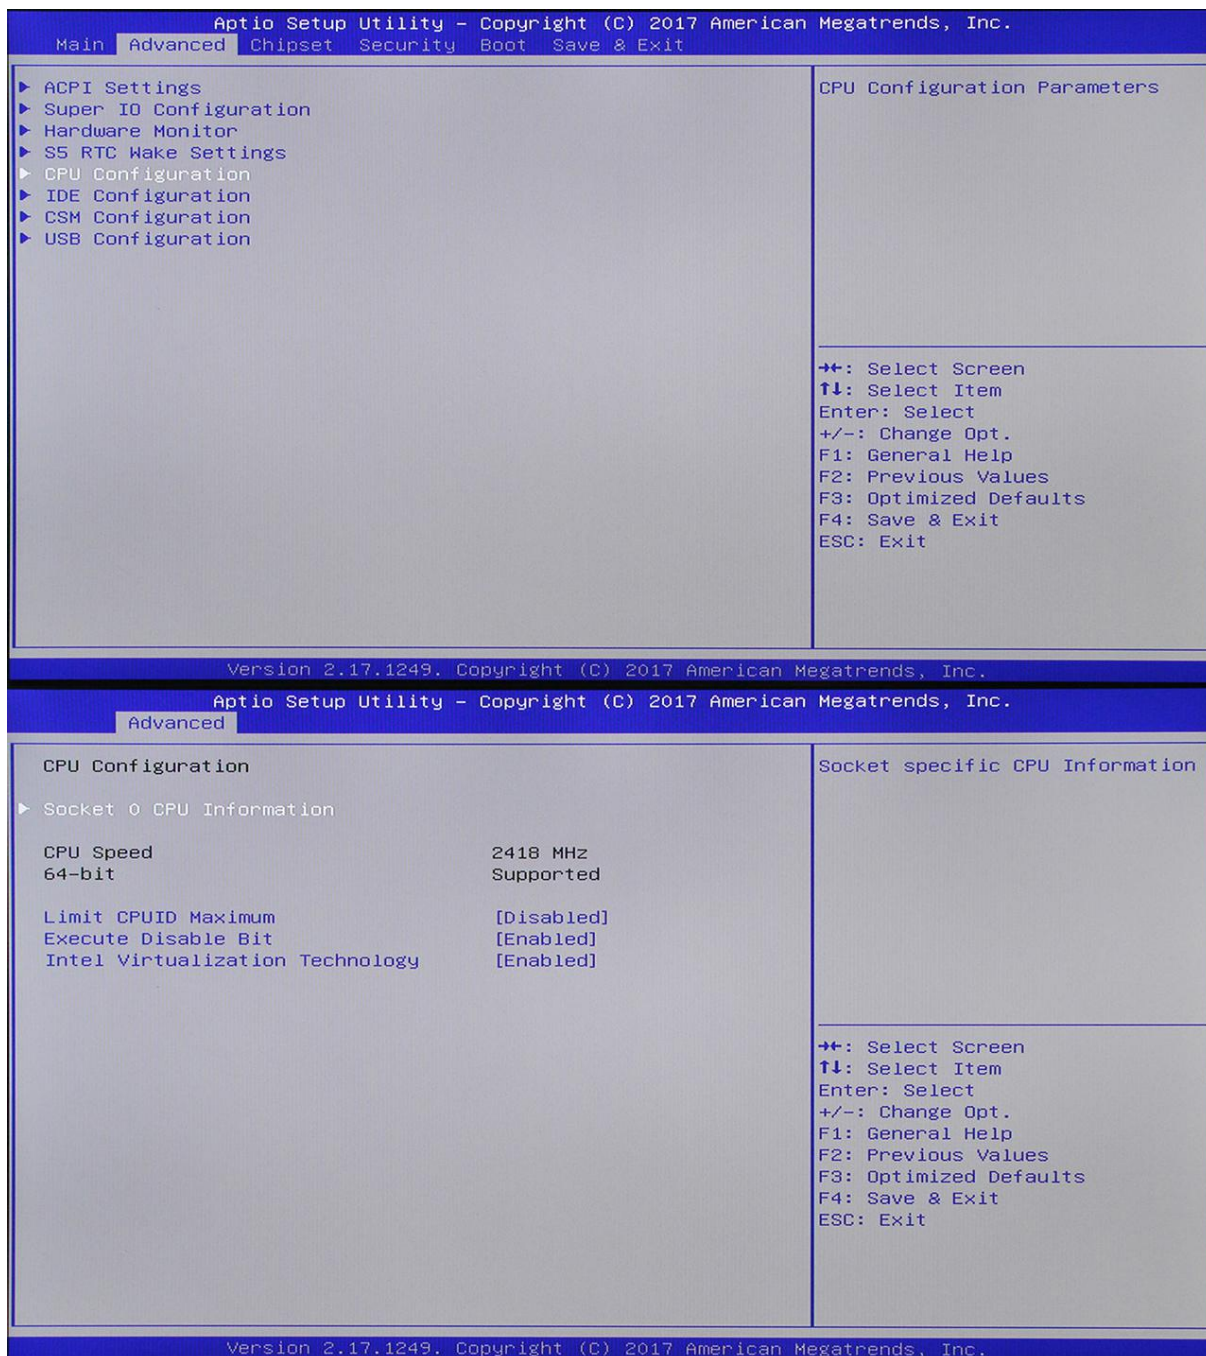 Aptio Setup Utility – Copyright (C) 2017 American Megatrends, Inc.
Main Advanced Chipset Security Boot Save & Exit
▶ ACPI Settings
▶ Super IO Configuration
▶ Hardware Monitor
▶ S5 RTC Wake Settings
▶ CPU Configuration
▶ IDE Configuration
▶ CSM Configuration
▶ USB Configuration
CPU Configuration Parameters
→←: Select Screen
↑↓: Select Item
Enter: Select
+/-: Change Opt.
F1: General Help
F2: Previous Values
F3: Optimized Defaults
F4: Save & Exit
ESC: Exit
Version 2.17.1249. Copyright (C) 2017 American Megatrends, Inc.
Aptio Setup Utility – Copyright (C) 2017 American Megatrends, Inc.
Advanced
CPU Configuration
▶ Socket 0 CPU Information
CPU Speed 2418 MHz
64-bit Supported
Limit CPUID Maximum [Disabled]
Execute Disable Bit [Enabled]
Intel Virtualization Technology [Enabled]
Socket specific CPU Information
→←: Select Screen
↑↓: Select Item
Enter: Select
+/-: Change Opt.
F1: General Help
F2: Previous Values
F3: Optimized Defaults
F4: Save & Exit
ESC: Exit
Version 2.17.1249. Copyright (C) 2017 American Megatrends, Inc.